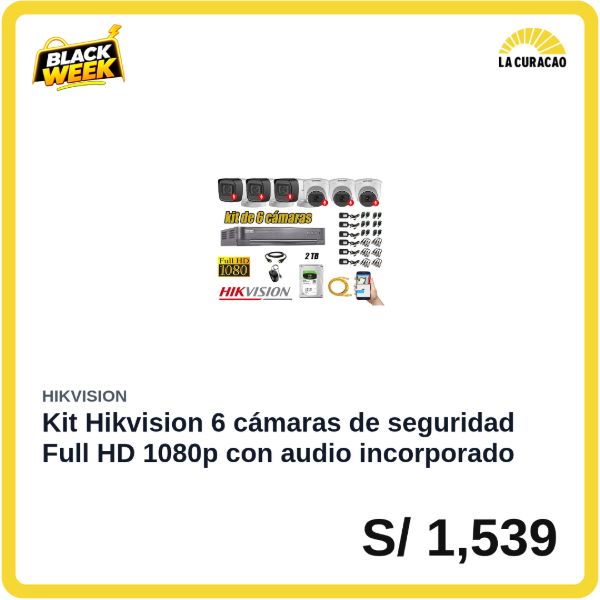 BLACK
WEEK
LA CURACAO
kit de 6 cámaras
Full HD
1080
2 TB
HIKVISION
HIKVISION
Kit Hikvision 6 cámaras de seguridad
Full HD 1080p con audio incorporado
S/ 1,539